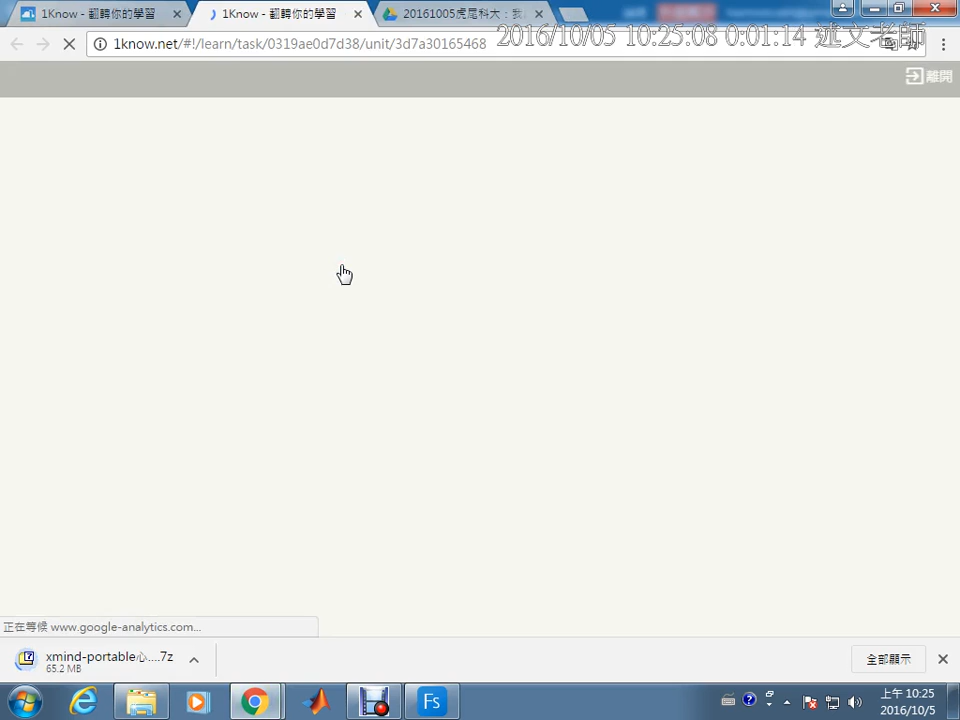 1Know - 翻轉你的學習
1Know - 翻轉你的學習
20161005虎尾科大：我
1know.net/#!/learn/task/0319ae0d7d38/unit/3d7a30165468
2016/10/05 10:25:08 0:01:14 述文老師
離開
正在等候 www.google-analytics.com...
xmind-portable心....7z
65.2 MB
全部顯示
Fs
上午 10:25
2016/10/5